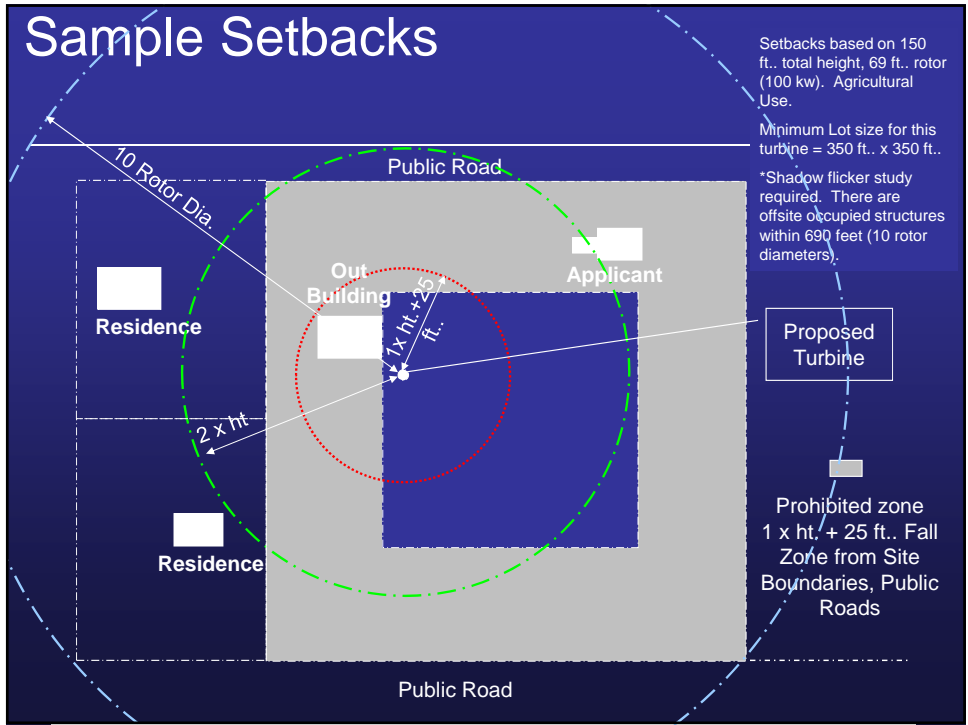 Sample Setbacks
Setbacks based on 150
ft.. total height, 69 ft.. rotor
(100 kw).  Agricultural
Use.
Minimum Lot size for this
turbine = 350 ft.. x 350 ft..
*Shadow flicker study
required.  There are
offsite occupied structures
within 690 feet (10 rotor
diameters).
10 Rotor Dia.
Public Road
Out
Building
Applicant
1x ht.+25
ft..
Residence
Proposed
Turbine
2 x ht
Residence
Prohibited zone
1 x ht. + 25 ft.. Fall
Zone from Site
Boundaries, Public
Roads
Public Road